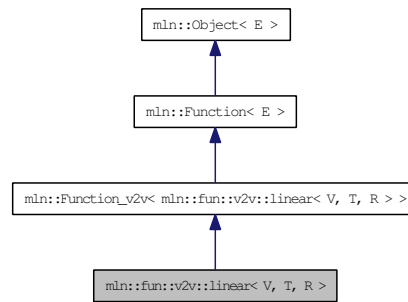 mln::Object< E >
mln::Function< E >
mln::Function_v2v< mln::fun::v2v::linear< V, T, R > >
mln::fun::v2v::linear< V, T, R >